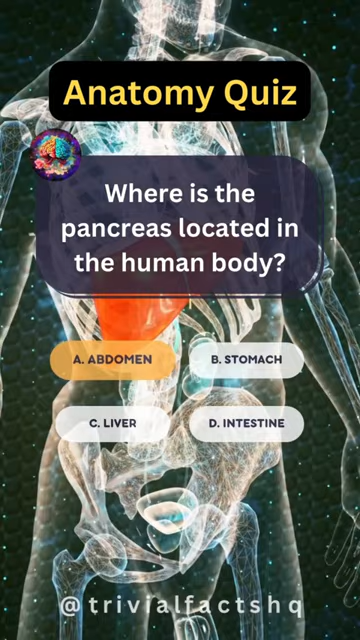 Anatomy Quiz
Where is the
pancreas located in
the human body?
A. ABDOMEN
B. STOMACH
C. LIVER
D. INTESTINE
@trivialfactshq